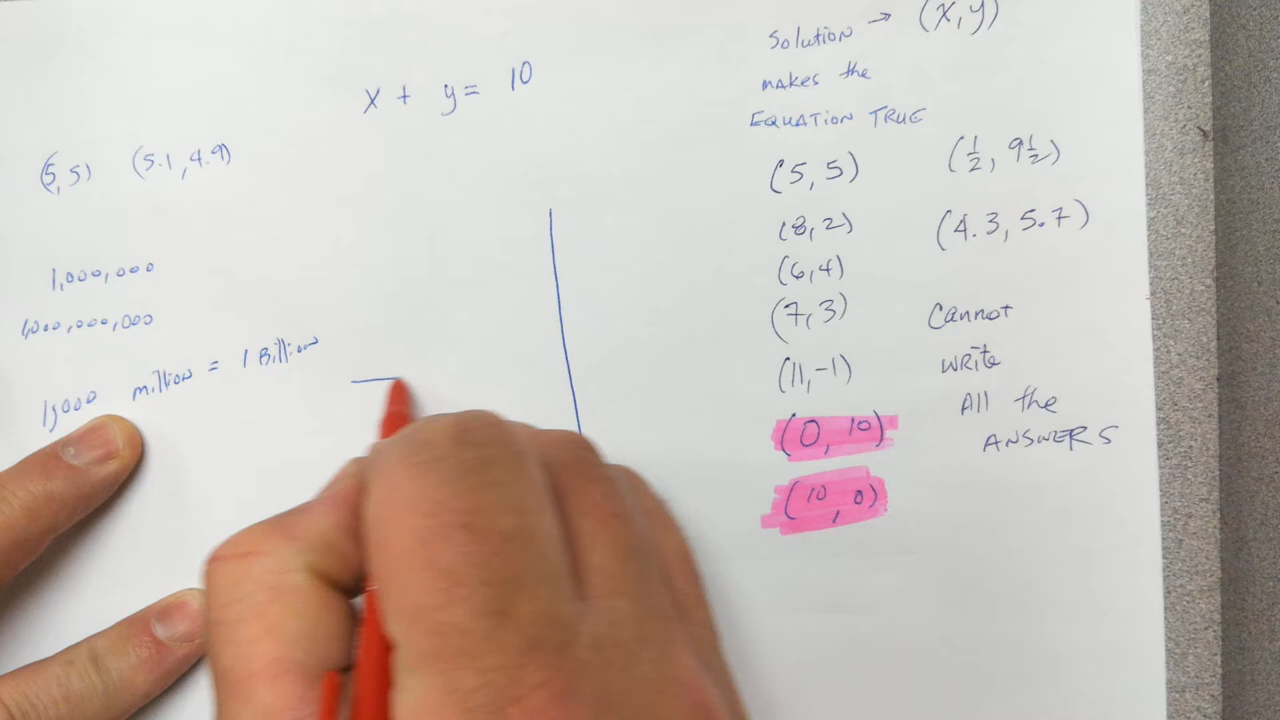 x + y = 10
(5,5) (5.1,4.9)
1,000,000
1,000,000,000
1,000 million = 1 Billion
Solution → (x,y)
makes the
EQUATION TRUE
(5,5) (½, 9½)
(8,2) (4.3, 5.7)
(6,4)
(7,3)
(11,-1)
(0, 10)
(10, 0)
Cannot
WRite
All the
ANSWERS